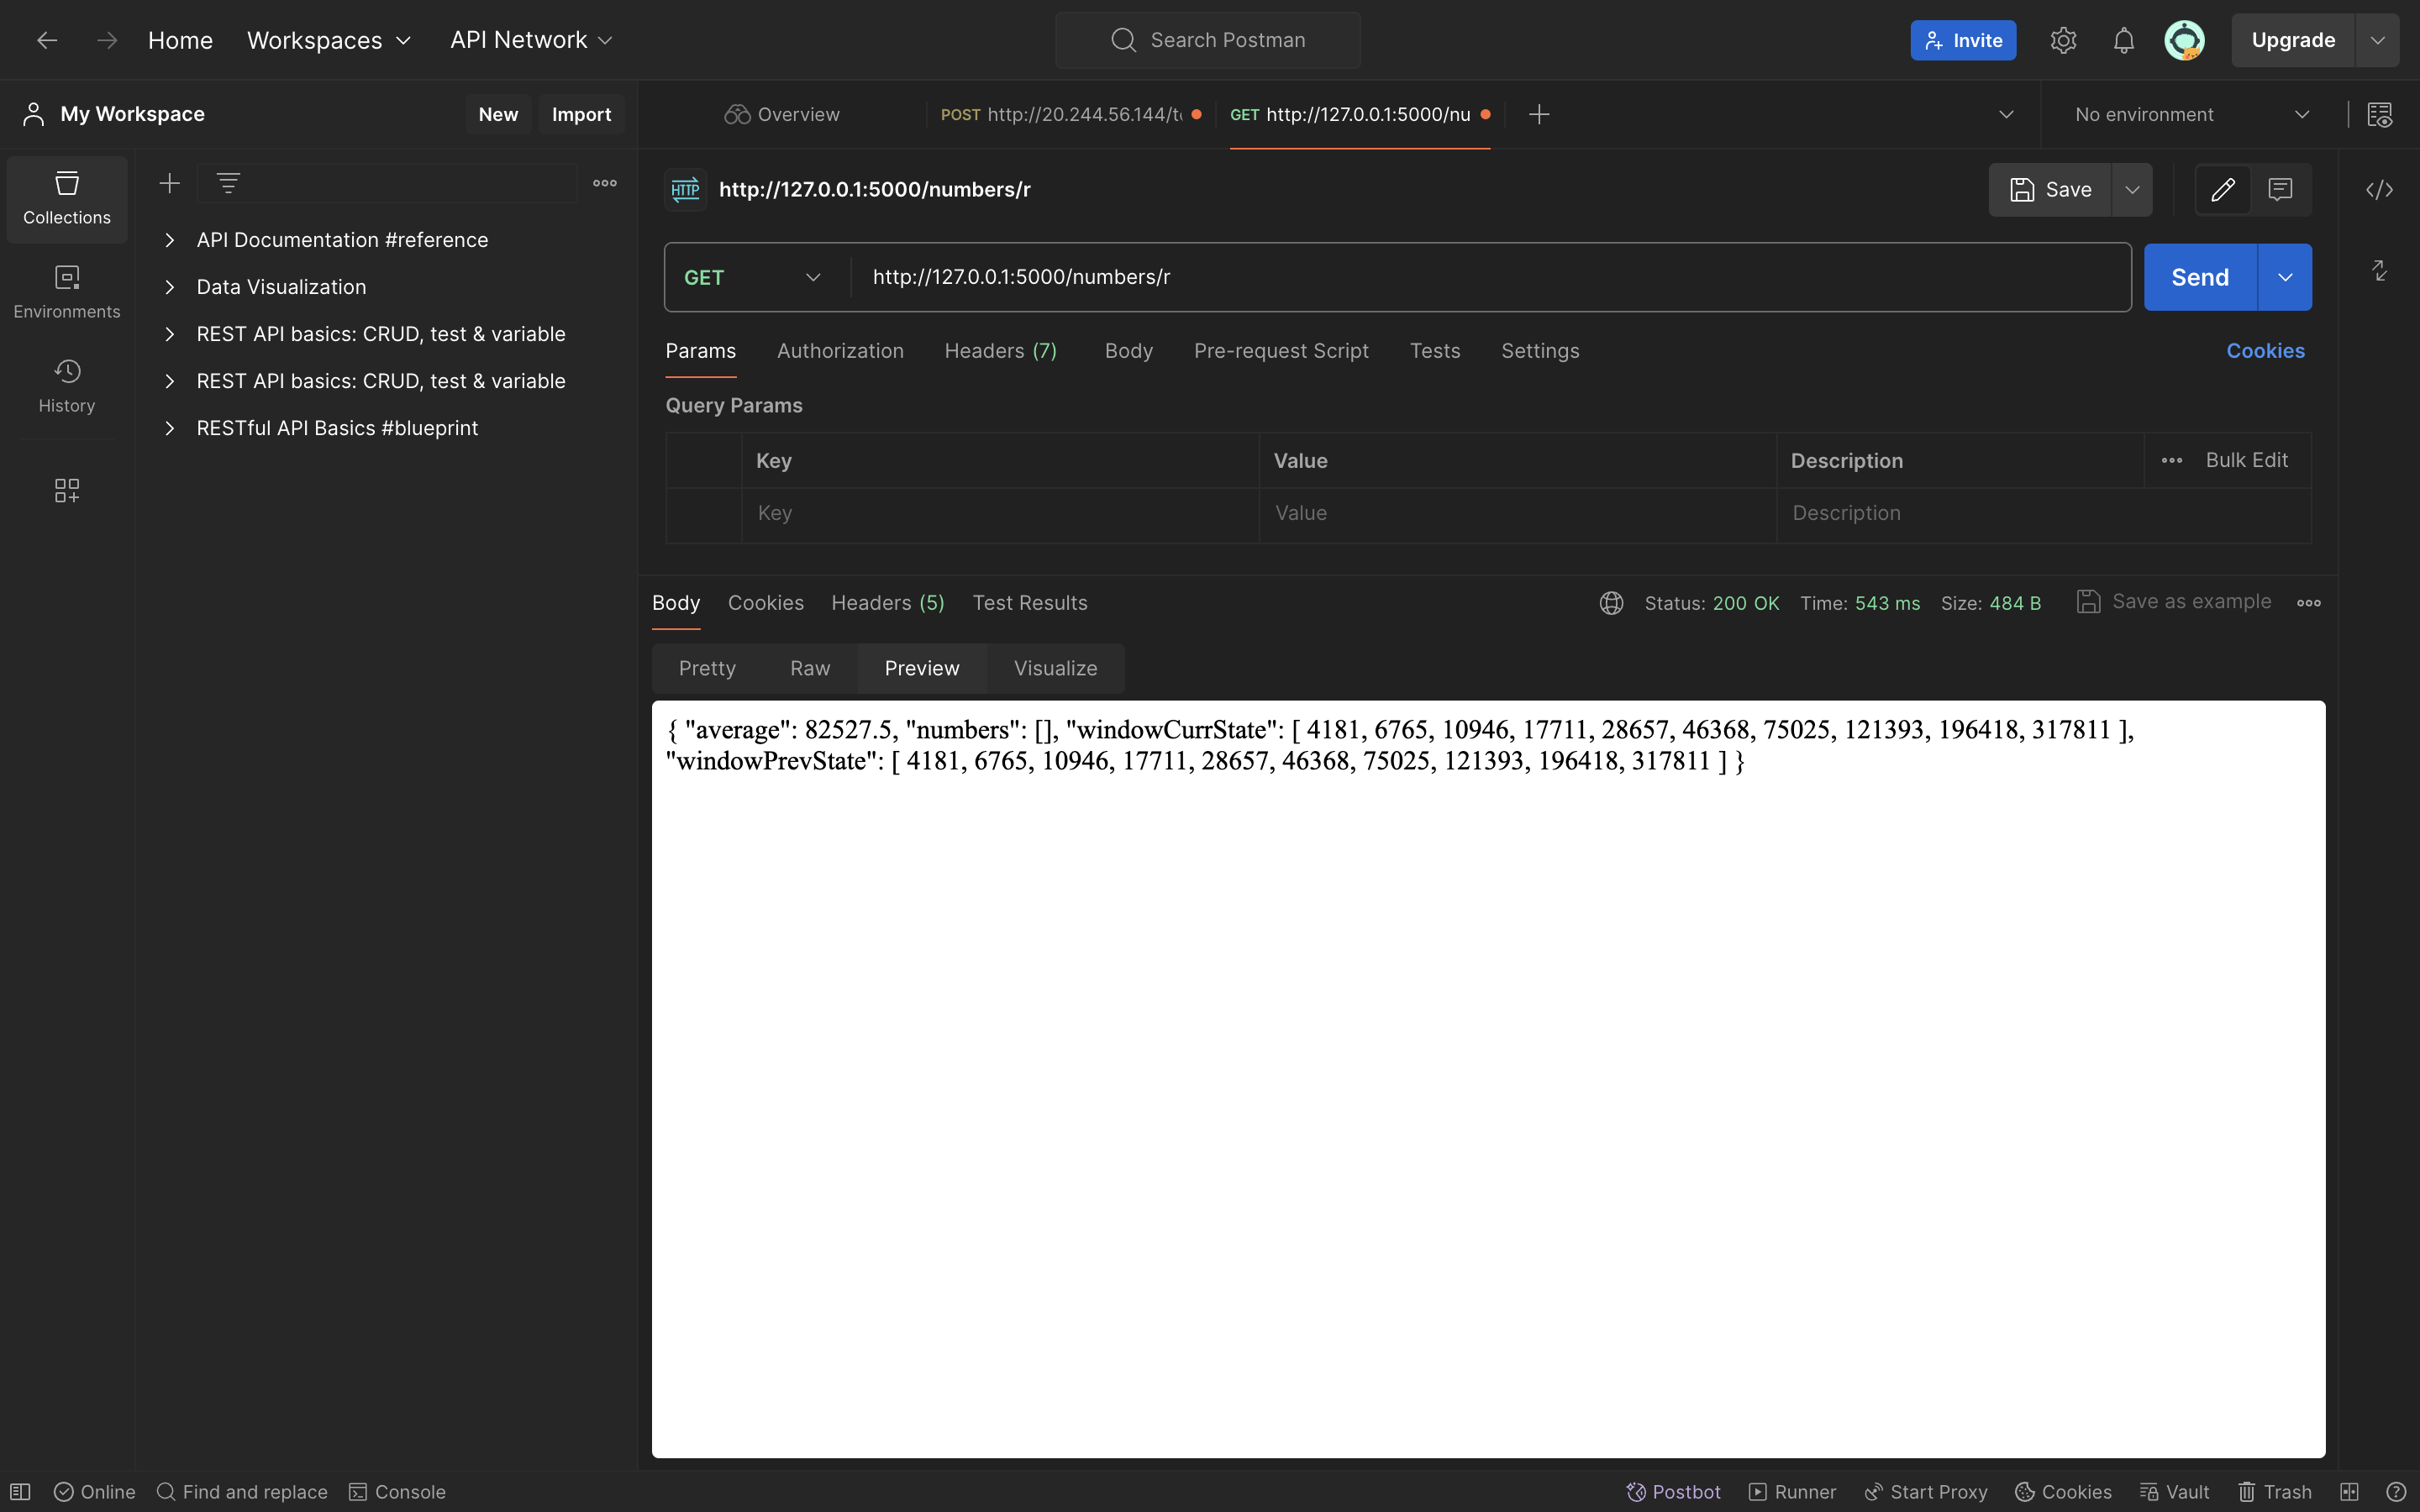 Home Workspaces API Network Search Postman Invite Upgrade
My Workspace New Import
Overview POST http://20.244.56.144/t GET http://127.0.0.1:5000/nu No environment
Collections
Environments
History
API Documentation #reference
Data Visualization
REST API basics: CRUD, test & variable
REST API basics: CRUD, test & variable
RESTful API Basics #blueprint
HTTP http://127.0.0.1:5000/numbers/r Save
GET http://127.0.0.1:5000/numbers/r Send
Params Authorization Headers (7) Body Pre-request Script Tests Settings Cookies
Query Params
Key Value Description Bulk Edit
Key Value Description
Body Cookies Headers (5) Test Results Status: 200 OK Time: 543 ms Size: 484 B Save as example
Pretty Raw Preview Visualize
{ "average": 82527.5, "numbers": [], "windowCurrState": [ 4181, 6765, 10946, 17711, 28657, 46368, 75025, 121393, 196418, 317811 ],
"windowPrevState": [ 4181, 6765, 10946, 17711, 28657, 46368, 75025, 121393, 196418, 317811 ] }
Online Find and replace Console Postbot Runner Start Proxy Cookies Vault Trash